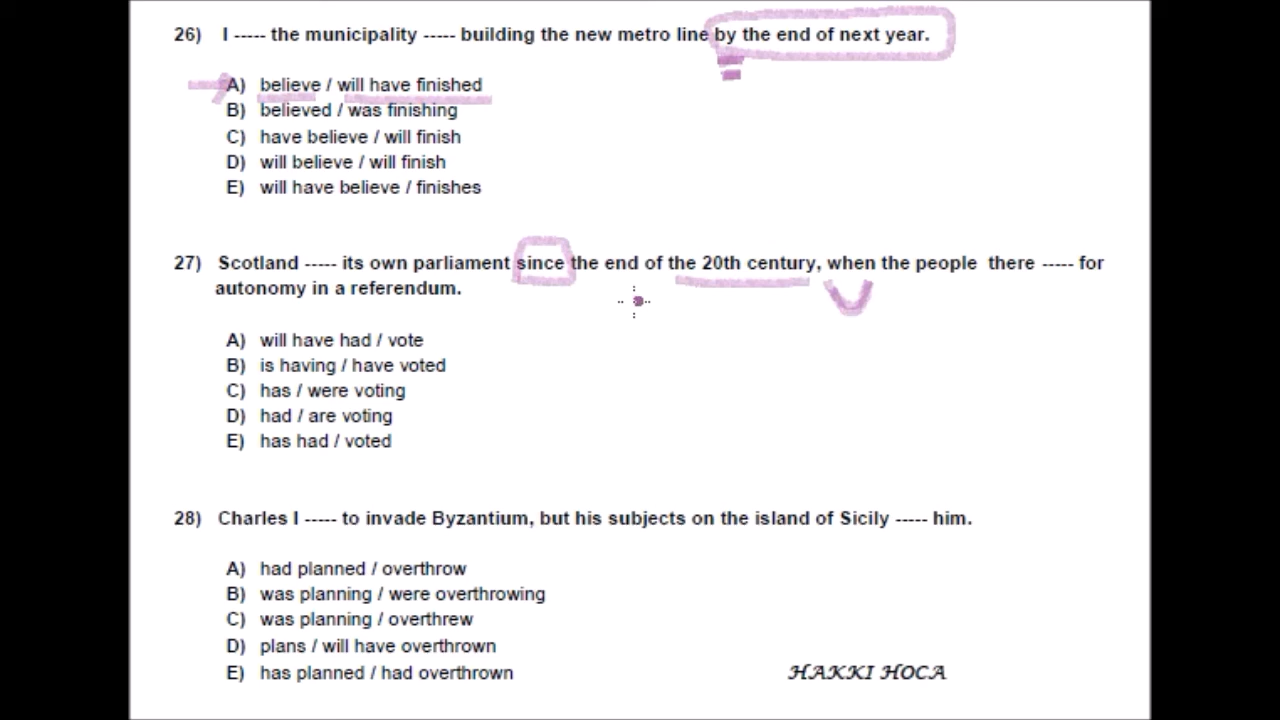 26) I ----- the municipality ----- building the new metro line by the end of next year.
A) believe / will have finished
B) believed / was finishing
C) have believe / will finish
D) will believe / will finish
E) will have believe / finishes
27) Scotland ----- its own parliament since the end of the 20th century, when the people there ----- for
autonomy in a referendum.
A) will have had / vote
B) is having / have voted
C) has / were voting
D) had / are voting
E) has had / voted
28) Charles I ----- to invade Byzantium, but his subjects on the island of Sicily ----- him.
A) had planned / overthrow
B) was planning / were overthrowing
C) was planning / overthrew
D) plans / will have overthrown
E) has planned / had overthrown
HAKKI HOCA